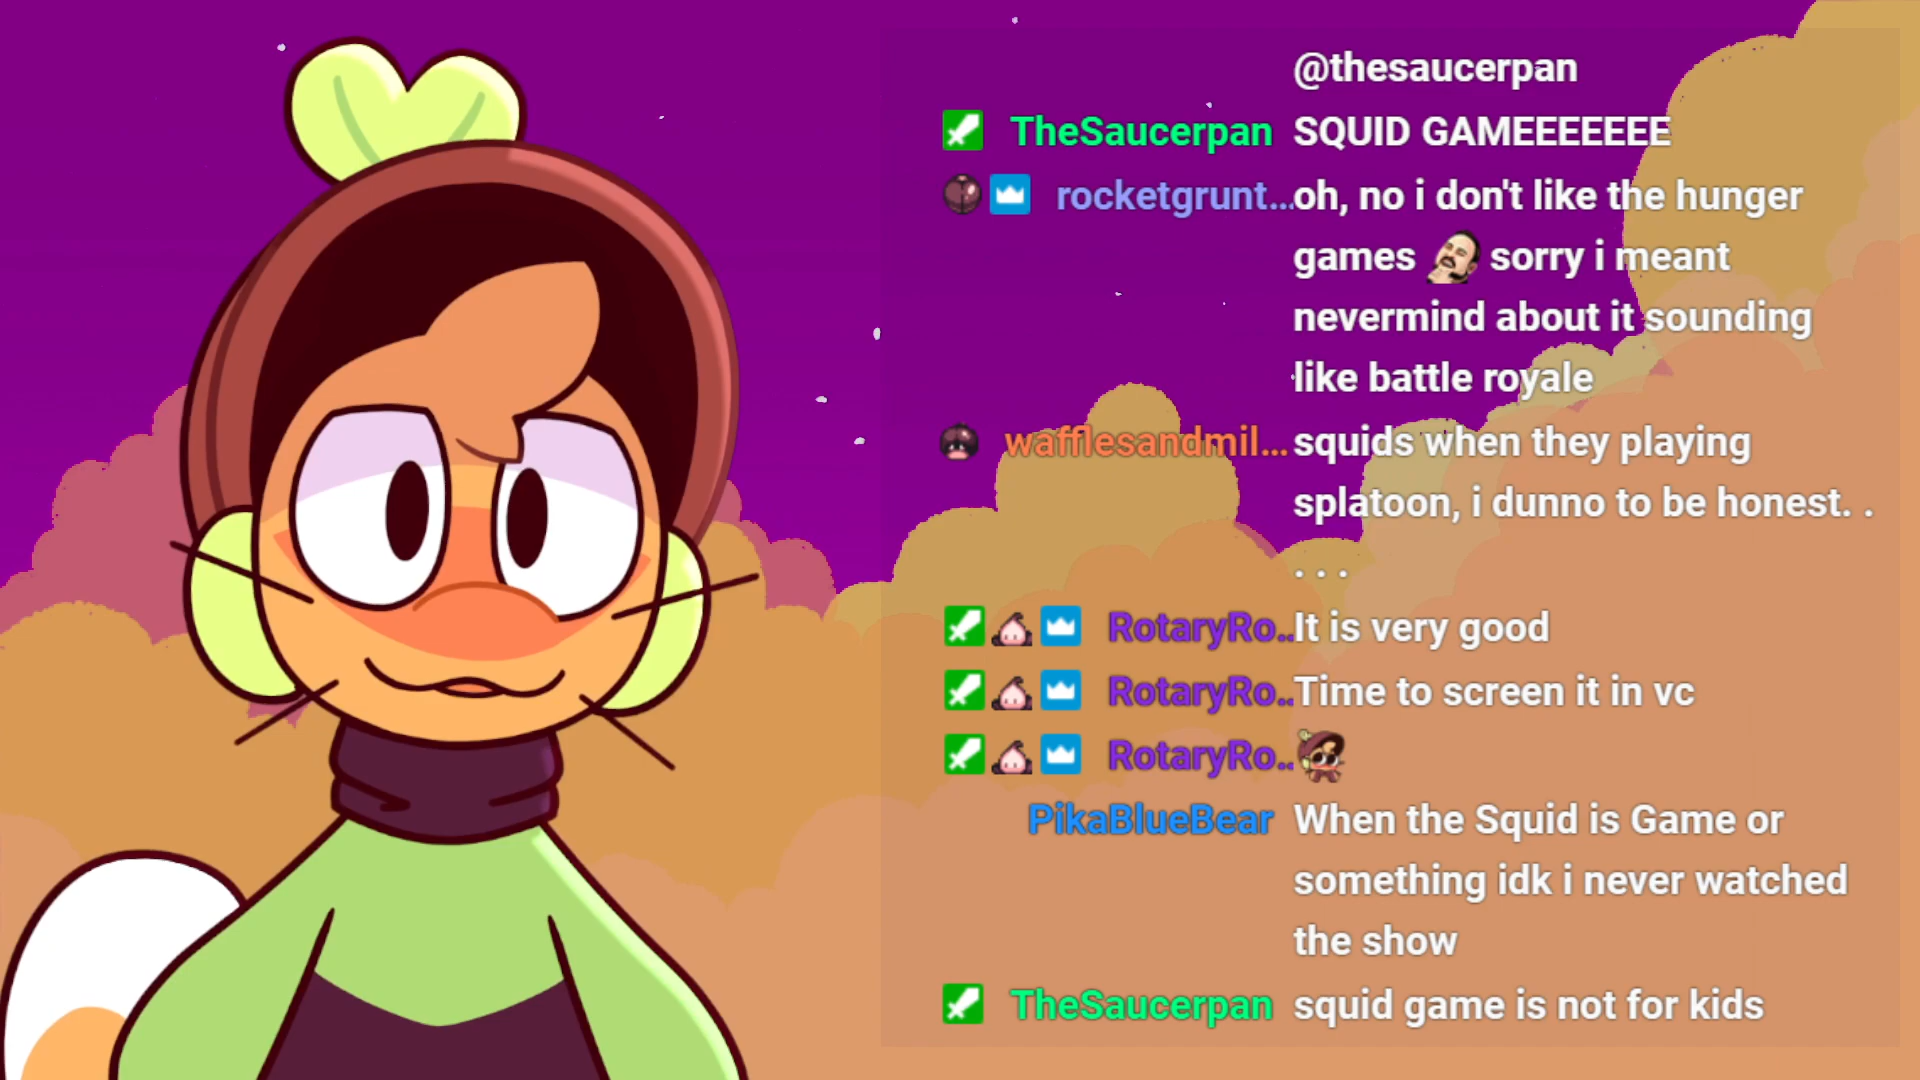 @thesaucerpan
TheSaucerpan SQUID GAMEEEEEEE
rocketgrunt... oh, no i don't like the hunger
games sorry i meant
nevermind about it sounding
like battle royale
wafflesandmil... squids when they playing
splatoon, i dunno to be honest. .
. . .
RotaryRo.. It is very good
RotaryRo.. Time to screen it in vc
RotaryRo..
PikaBlueBear When the Squid is Game or
something idk i never watched
the show
TheSaucerpan squid game is not for kids